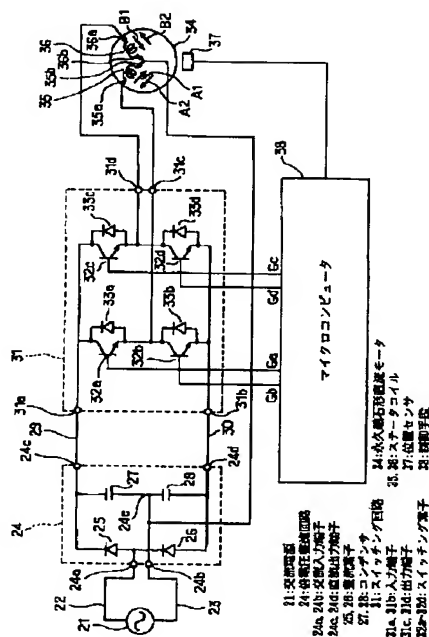 21
22
23
24
24a
24b
24c
24d
24e
25
26
27
28
29
30
31
31a
31b
31c
31d
32a
32b
32c
32d
33a
33b
33c
33d
34
35
35a
35b
36
36a
36b
A1
A2
B1
B2
37
38
Ga
Gb
Gc
Gd
マイクロコンピュータ
21:交流電源
24:倍電圧整流回路
24a,24b:交流入力端子
24c,24d:直流出力端子
25,26:整流素子
27,28:コンデンサ
31:スイッチング回路
31a,31b:入力端子
31c,31d:出力端子
32a~32d:スイッチング素子
34:永久磁石形直流モータ
35,36:ステータコイル
37:位置センサ
38:制御手段